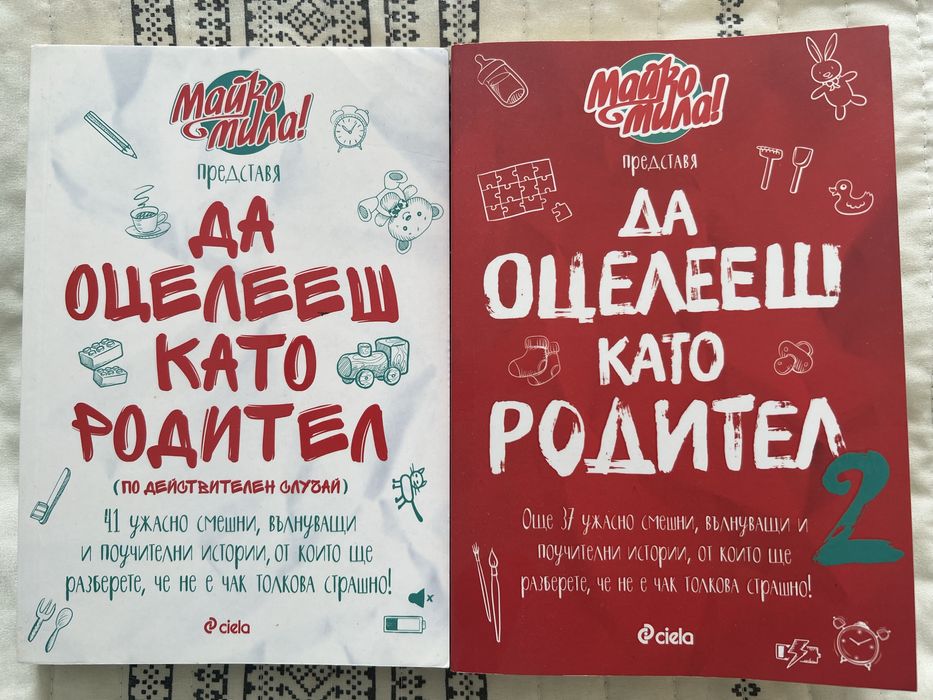 Майко
мила!
представя
ДА
ОЦЕЛЕЕШ
КАТО
РОДИТЕЛ
(ПО ДЕЙСТВИТЕЛЕН СЛУЧАЙ)
41 УЖАСНО СМЕШНИ, ВЪЛНУВАЩИ
И ПОУЧИТЕЛНИ ИСТОРИИ, ОТ КОИТО ЩЕ
РАЗБЕРЕТЕ, ЧЕ НЕ Е ЧАК ТОЛКОВА СТРАШНО!
ciela
Майко
мила!
представя
ДА
ОЦЕЛЕЕШ
КАТО
РОДИТЕЛ
2
ОЩЕ 37 УЖАСНО СМЕШНИ, ВЪЛНУВАЩИ И
ПОУЧИТЕЛНИ ИСТОРИИ, ОТ КОИТО ЩЕ
РАЗБЕРЕТЕ, ЧЕ НЕ Е ЧАК ТОЛКОВА СТРАШНО!
ciela